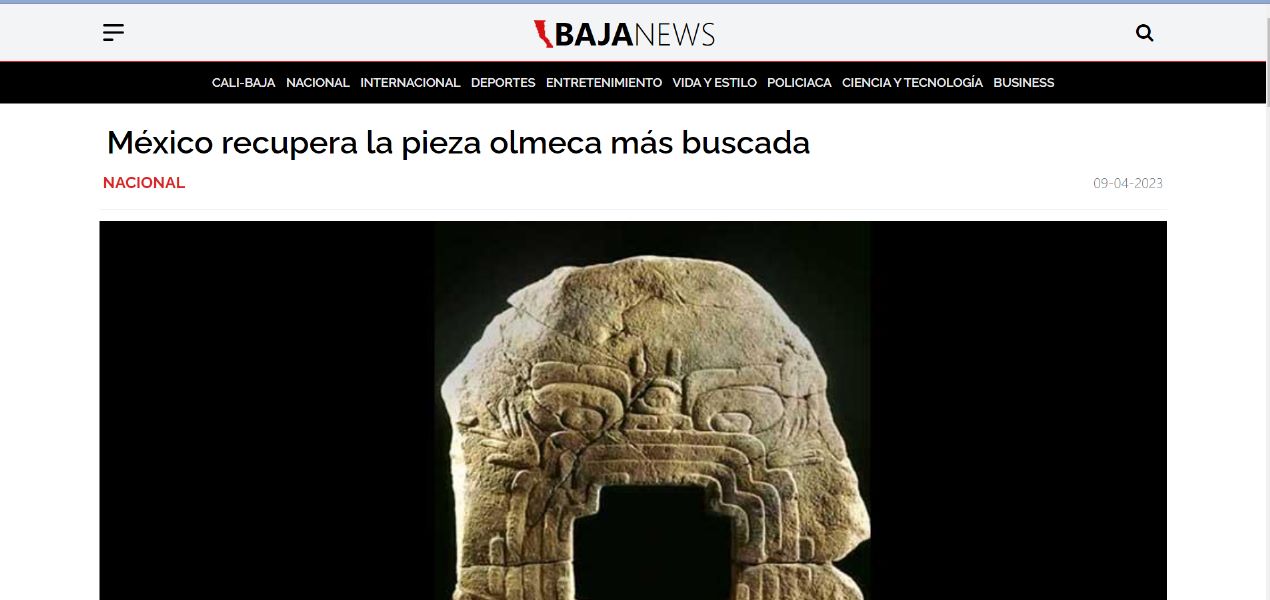 BAJANEWS
CALI-BAJA NACIONAL INTERNACIONAL DEPORTES ENTRETENIMIENTO VIDA Y ESTILO POLICIACA CIENCIA Y TECNOLOGÍA BUSINESS
México recupera la pieza olmeca más buscada
NACIONAL 09-04-2023